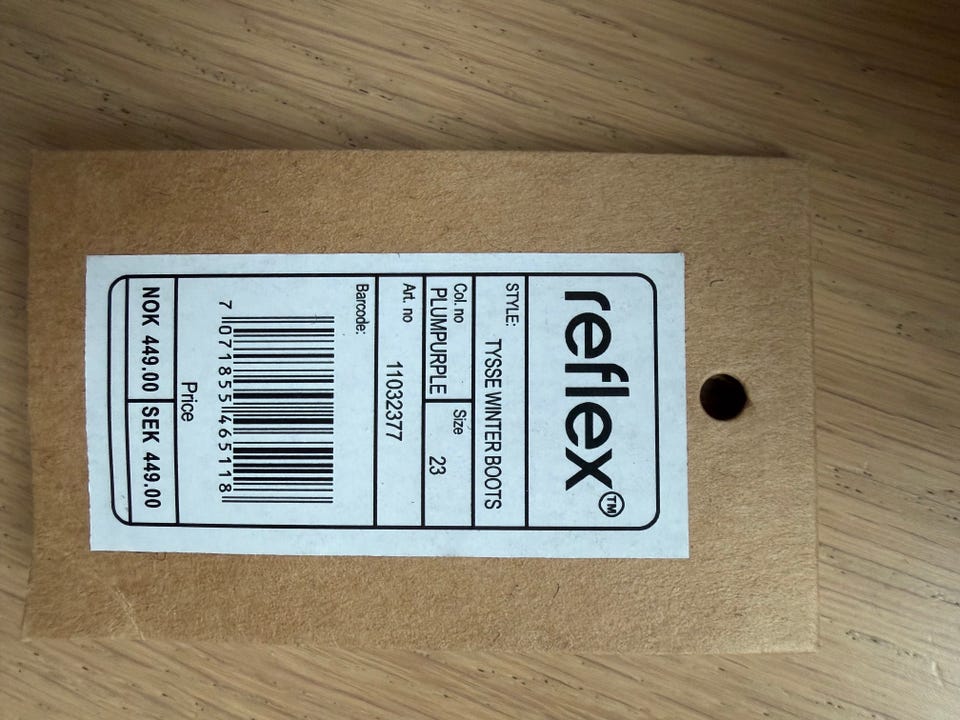 reflex™
STYLE: TYSSE WINTER BOOTS
Col. no Size
PLUMPURPLE 23
Art. no
11032377
Barcode:
7 071855 465118
Price
NOK 449.00 SEK 449.00